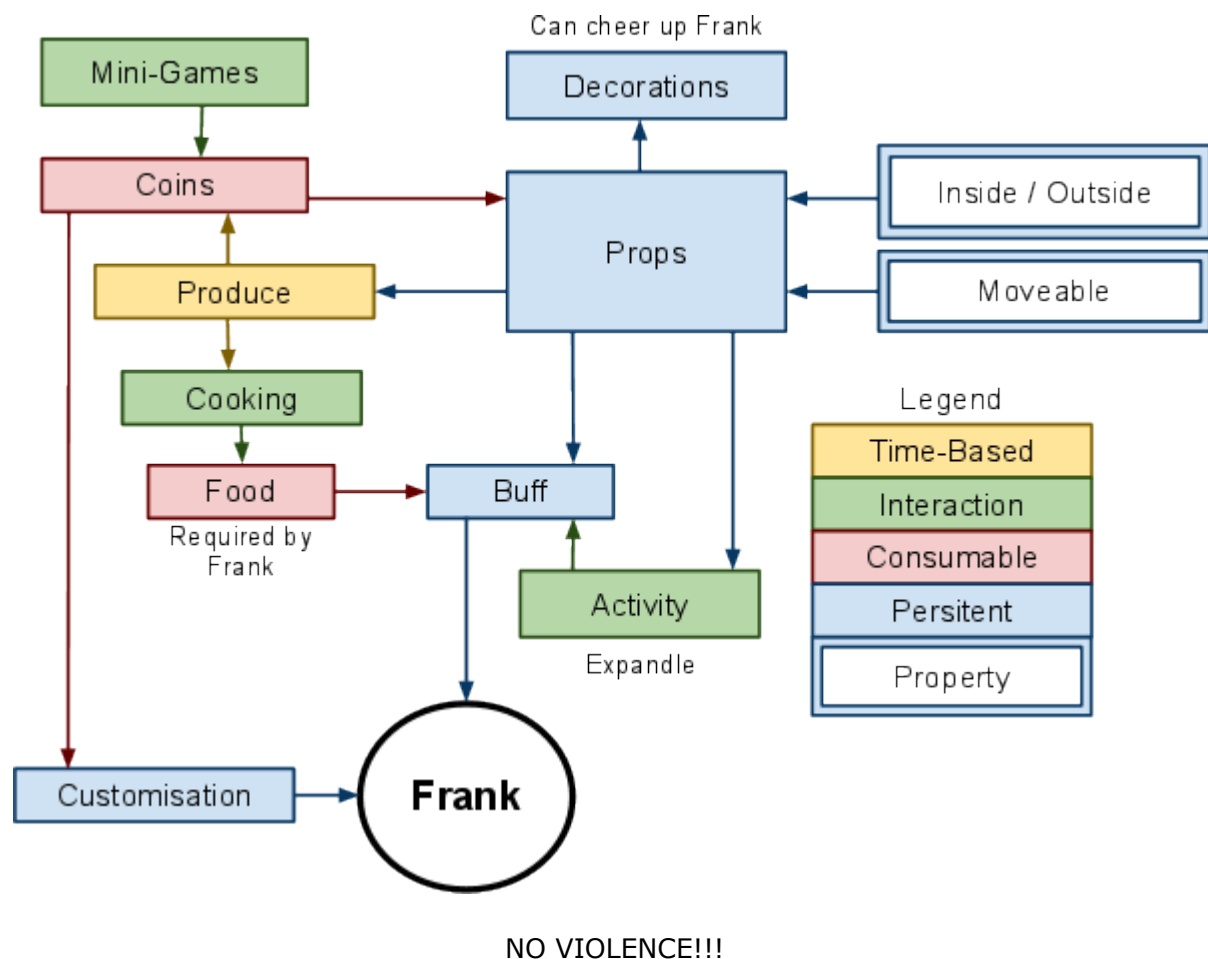 Can cheer up Frank
Mini-Games
Decorations
Coins
Inside / Outside
Props
Produce
Moveable
Cooking
Legend
Time-Based
Food
Buff
Interaction
Required by
Frank
Consumable
Activity
Persitent
Expandle
Property
Customisation
Frank
NO VIOLENCE!!!